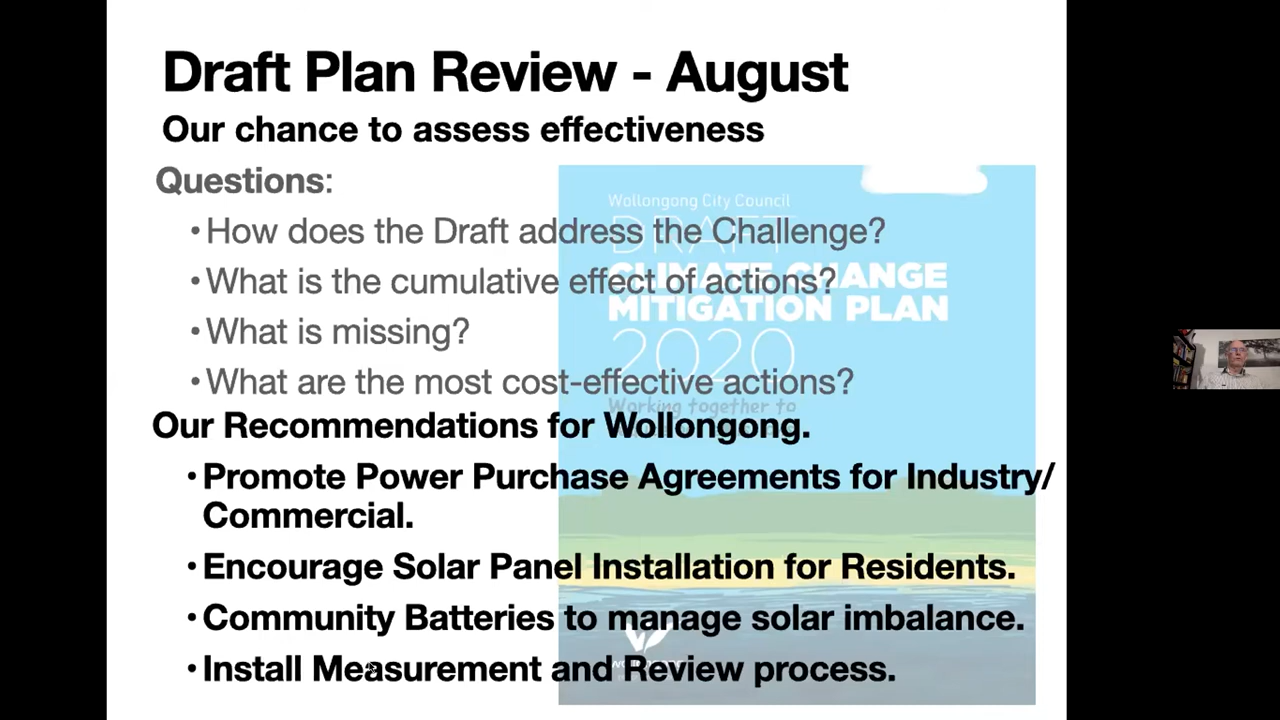 Draft Plan Review - August
Our chance to assess effectiveness
Questions:
• How does the Draft address the Challenge?
• What is the cumulative effect of actions?
• What is missing?
• What are the most cost-effective actions?
Our Recommendations for Wollongong.
• Promote Power Purchase Agreements for Industry/
Commercial.
• Encourage Solar Panel Installation for Residents.
• Community Batteries to manage solar imbalance.
• Install Measurement and Review process.
Wollongong City Council
DRAFT
CLIMATE CHANGE
MITIGATION PLAN
2020
Working together to